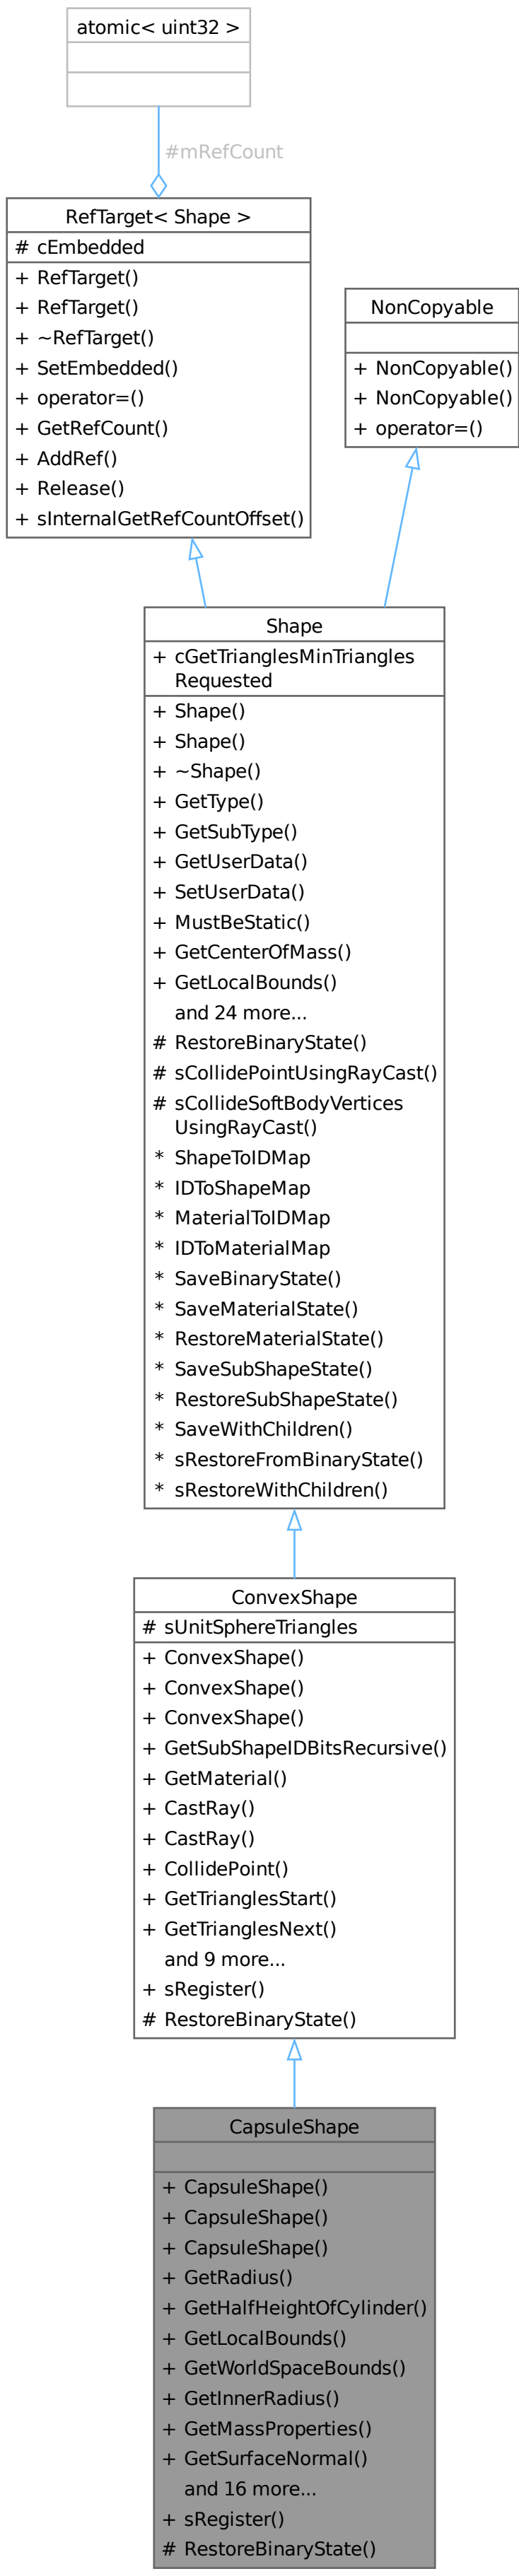 atomic< uint32 >
#mRefCount
RefTarget< Shape >
# cEmbedded
+ RefTarget()
+ RefTarget()
+ ~RefTarget()
+ SetEmbedded()
+ operator=()
+ GetRefCount()
+ AddRef()
+ Release()
+ sInternalGetRefCountOffset()
NonCopyable
+ NonCopyable()
+ NonCopyable()
+ operator=()
Shape
+ cGetTrianglesMinTriangles
Requested
+ Shape()
+ Shape()
+ ~Shape()
+ GetType()
+ GetSubType()
+ GetUserData()
+ SetUserData()
+ MustBeStatic()
+ GetCenterOfMass()
+ GetLocalBounds()
and 24 more...
# RestoreBinaryState()
# sCollidePointUsingRayCast()
# sCollideSoftBodyVertices
UsingRayCast()
* ShapeToIDMap
* IDToShapeMap
* MaterialToIDMap
* IDToMaterialMap
* SaveBinaryState()
* SaveMaterialState()
* RestoreMaterialState()
* SaveSubShapeState()
* RestoreSubShapeState()
* SaveWithChildren()
* sRestoreFromBinaryState()
* sRestoreWithChildren()
ConvexShape
# sUnitSphereTriangles
+ ConvexShape()
+ ConvexShape()
+ ConvexShape()
+ GetSubShapeIDBitsRecursive()
+ GetMaterial()
+ CastRay()
+ CastRay()
+ CollidePoint()
+ GetTrianglesStart()
+ GetTrianglesNext()
and 9 more...
+ sRegister()
# RestoreBinaryState()
CapsuleShape
+ CapsuleShape()
+ CapsuleShape()
+ CapsuleShape()
+ GetRadius()
+ GetHalfHeightOfCylinder()
+ GetLocalBounds()
+ GetWorldSpaceBounds()
+ GetInnerRadius()
+ GetMassProperties()
+ GetSurfaceNormal()
and 16 more...
+ sRegister()
# RestoreBinaryState()